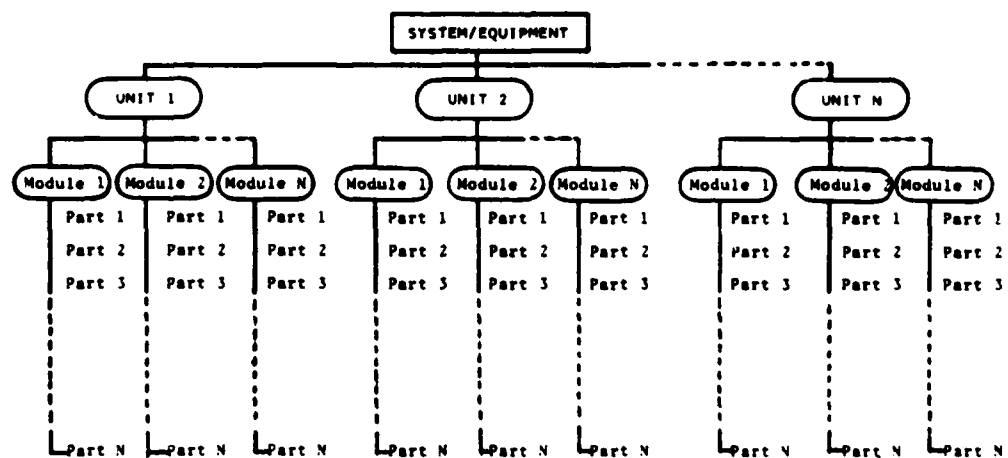 SYSTEM/EQUIPMENT
UNIT 1 UNIT 2 UNIT N
Module 1 Module 2 Module N Module 1 Module 2 Module N Module 1 Module 2 Module N
Part 1 Part 1 Part 1 Part 1 Part 1 Part 1 Part 1 Part 1 Part 1
Part 2 Part 2 Part 2 Part 2 Part 2 Part 2 Part 2 Part 2 Part 2
Part 3 Part 3 Part 3 Part 3 Part 3 Part 3 Part 3 Part 3 Part 3
Part N Part N Part N Part N Part N Part N Part N Part N Part N